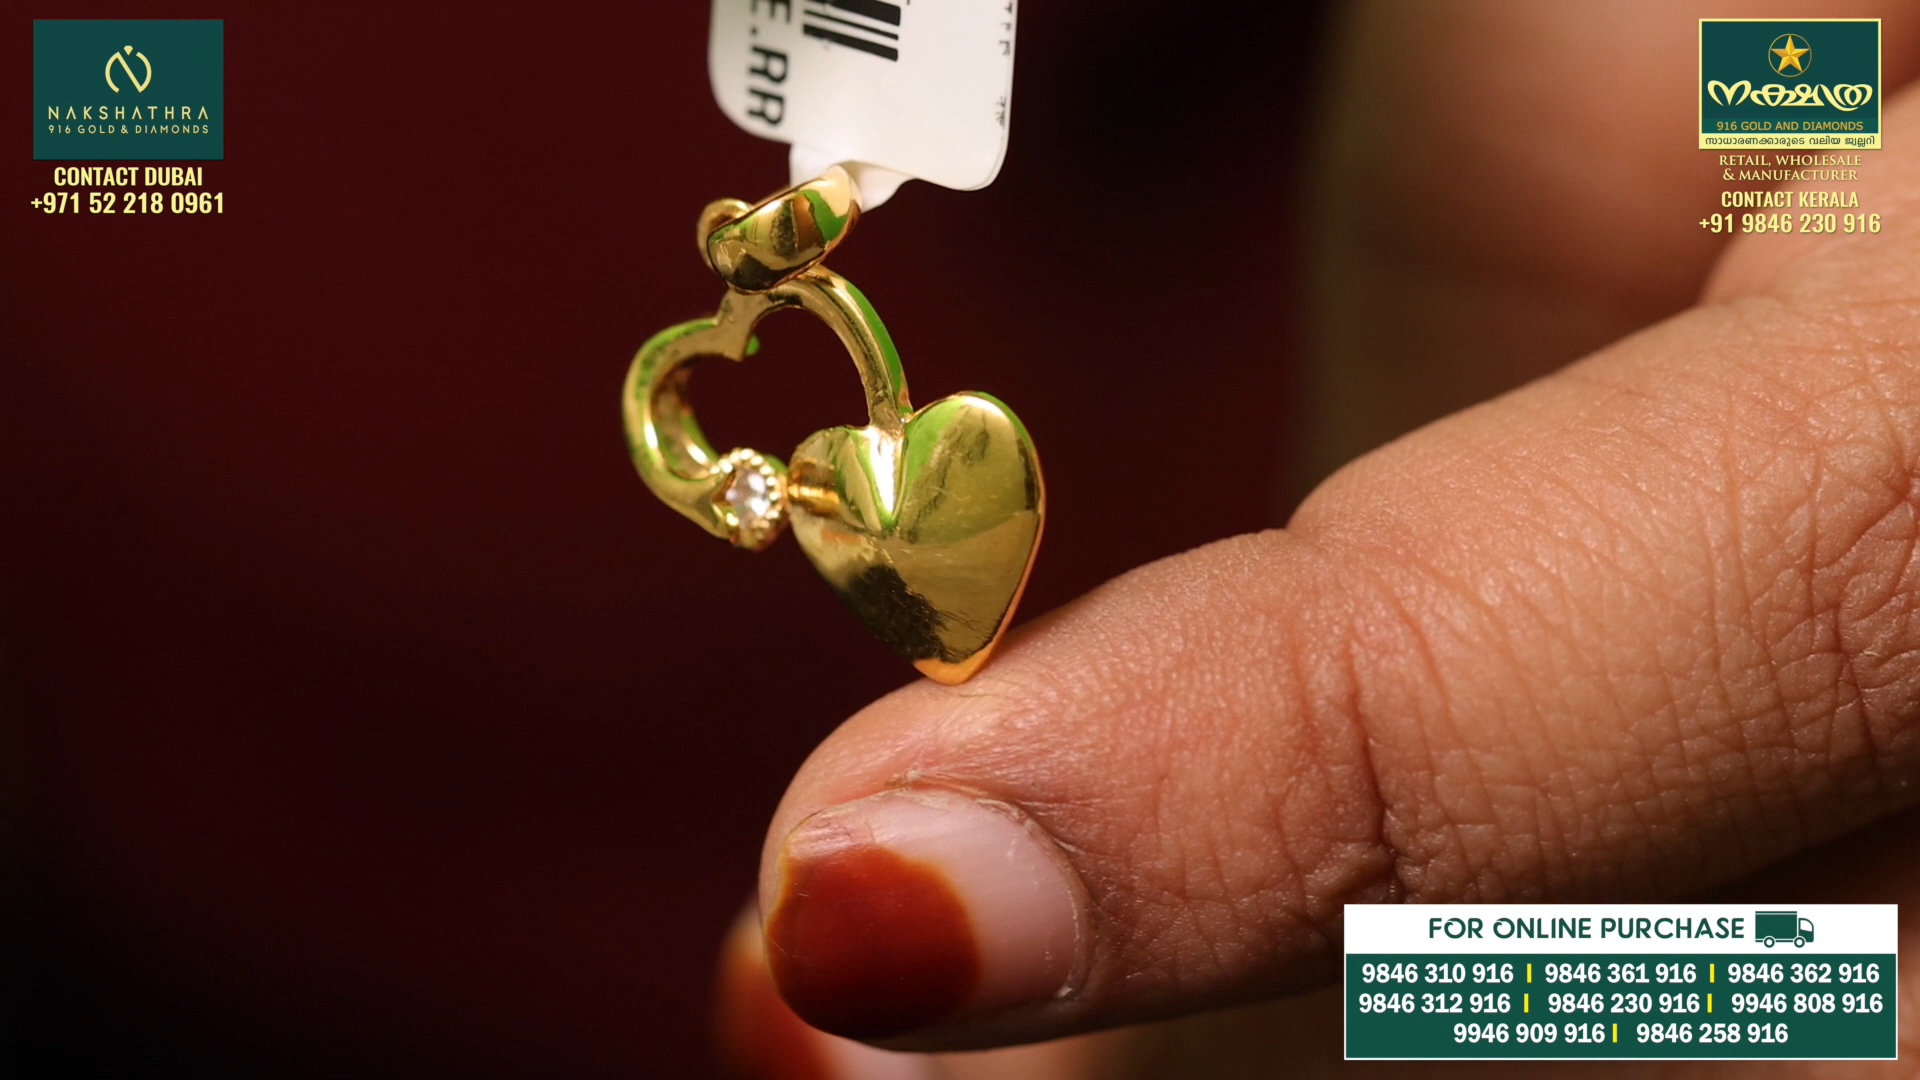 NAKSHATHRA
916 GOLD & DIAMONDS
CONTACT DUBAI
+971 52 218 0961
E.RR
നക്ഷത്ര
916 GOLD AND DIAMONDS
സാധാരണക്കാരുടെ വലിയ ജ്വല്ലറി
RETAIL, WHOLESALE
& MANUFACTURER
CONTACT KERALA
+91 9846 230 916
FOR ONLINE PURCHASE
9846 310 916 I 9846 361 916 I 9846 362 916
9846 312 916 I 9846 230 916 I 9946 808 916
9946 909 916 I 9846 258 916